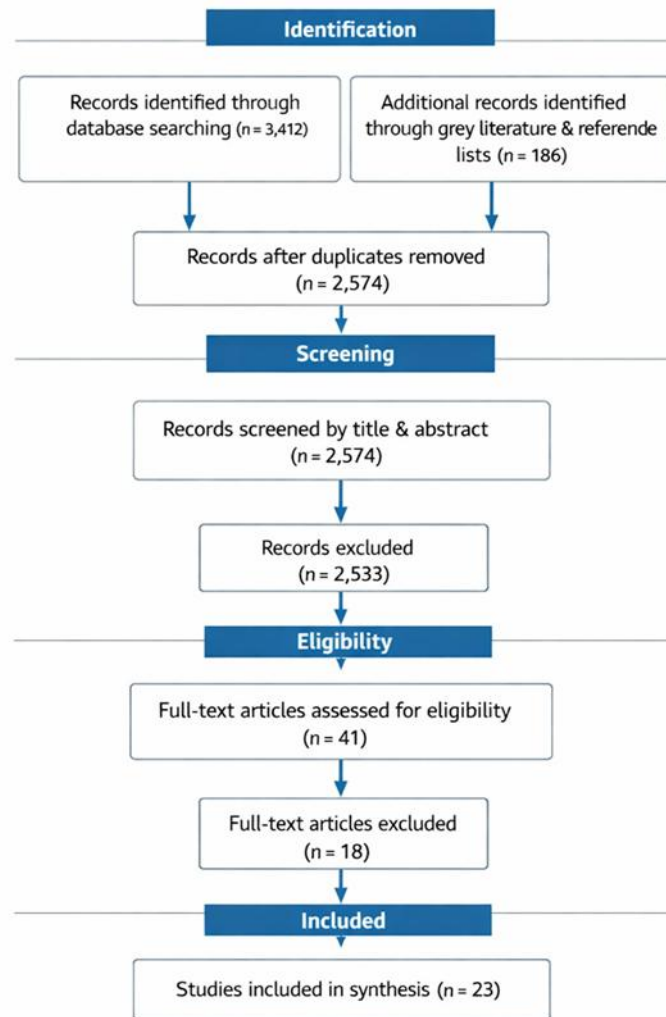 Identification
Records identified through
database searching (n = 3,412)
Additional records identified
through grey literature & referende
lists (n = 186)
Records after duplicates removed
(n = 2,574)
Screening
Records screened by title & abstract
(n = 2,574)
Records excluded
(n = 2,533)
Eligibility
Full-text articles assessed for eligibility
(n = 41)
Full-text articles excluded
(n = 18)
Included
Studies included in synthesis (n = 23)